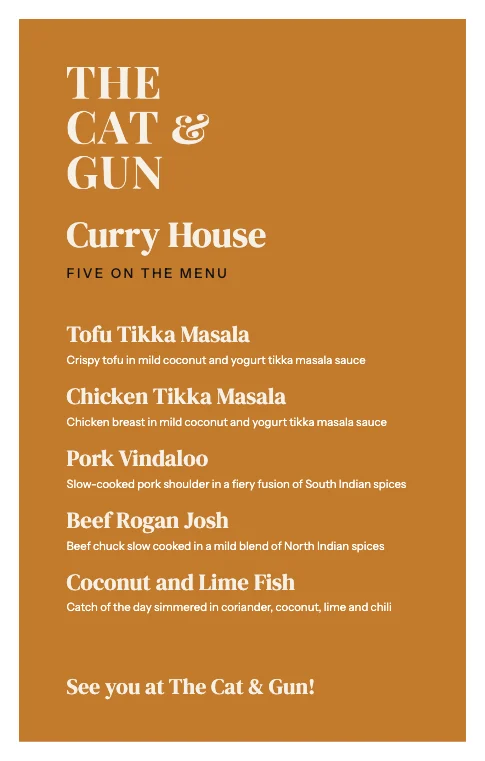 THE
CAT &
GUN
Curry House
FIVE ON THE MENU
Tofu Tikka Masala
Crispy tofu in mild coconut and yogurt tikka masala sauce
Chicken Tikka Masala
Chicken breast in mild coconut and yogurt tikka masala sauce
Pork Vindaloo
Slow-cooked pork shoulder in a fiery fusion of South Indian spices
Beef Rogan Josh
Beef chuck slow cooked in a mild blend of North Indian spices
Coconut and Lime Fish
Catch of the day simmered in coriander, coconut, lime and chili
See you at The Cat & Gun!